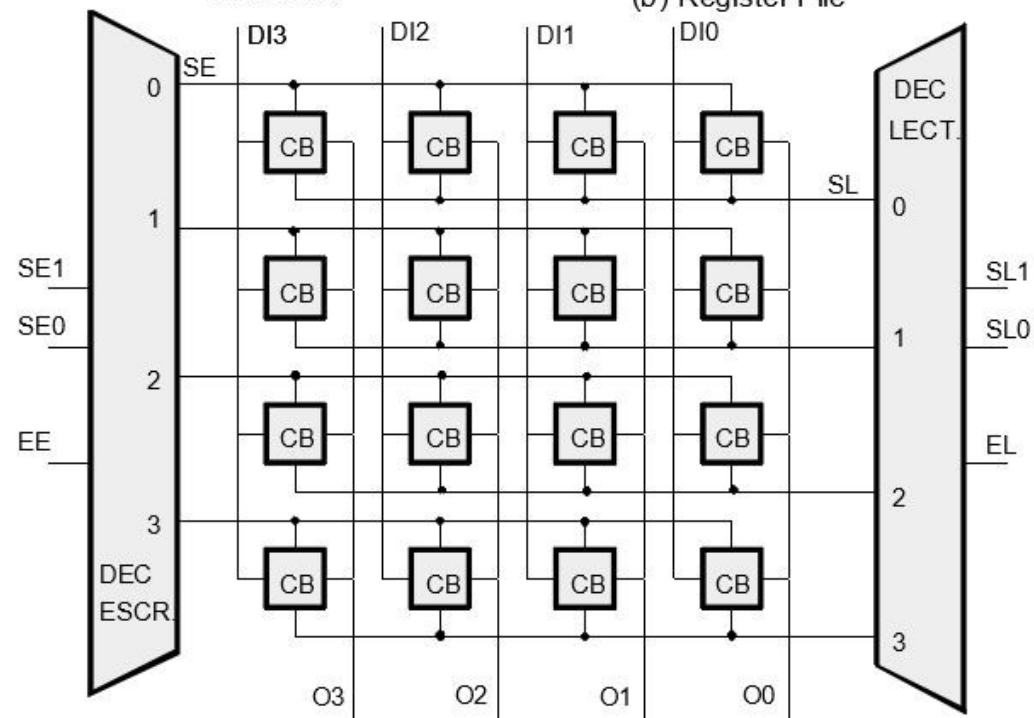 (b) Register File
DI3
DI2
DI1
DI0
SE
0
DEC
LECT.
CB CB CB CB
SL
0
1
SE1
CB CB CB CB
SL1
SE0
SL0
1
2
EE
CB CB CB CB
EL
2
3
DEC
ESCR.
CB CB CB CB
3
O3
O2
O1
O0